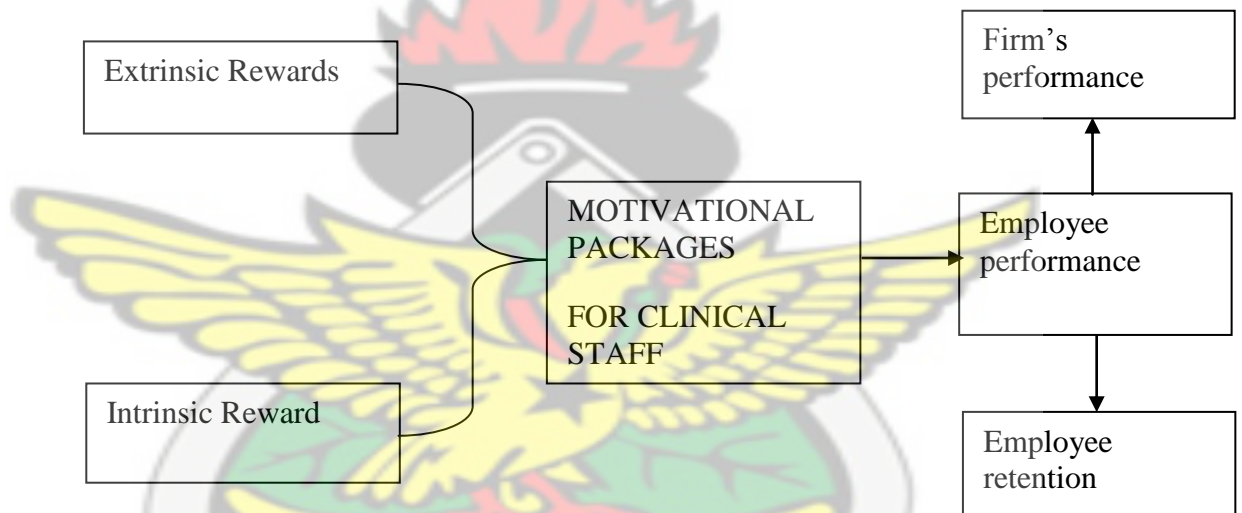 Extrinsic Rewards
Intrinsic Reward
MOTIVATIONAL
PACKAGES
FOR CLINICAL
STAFF
Firm’s
performance
Employee
performance
Employee
retention